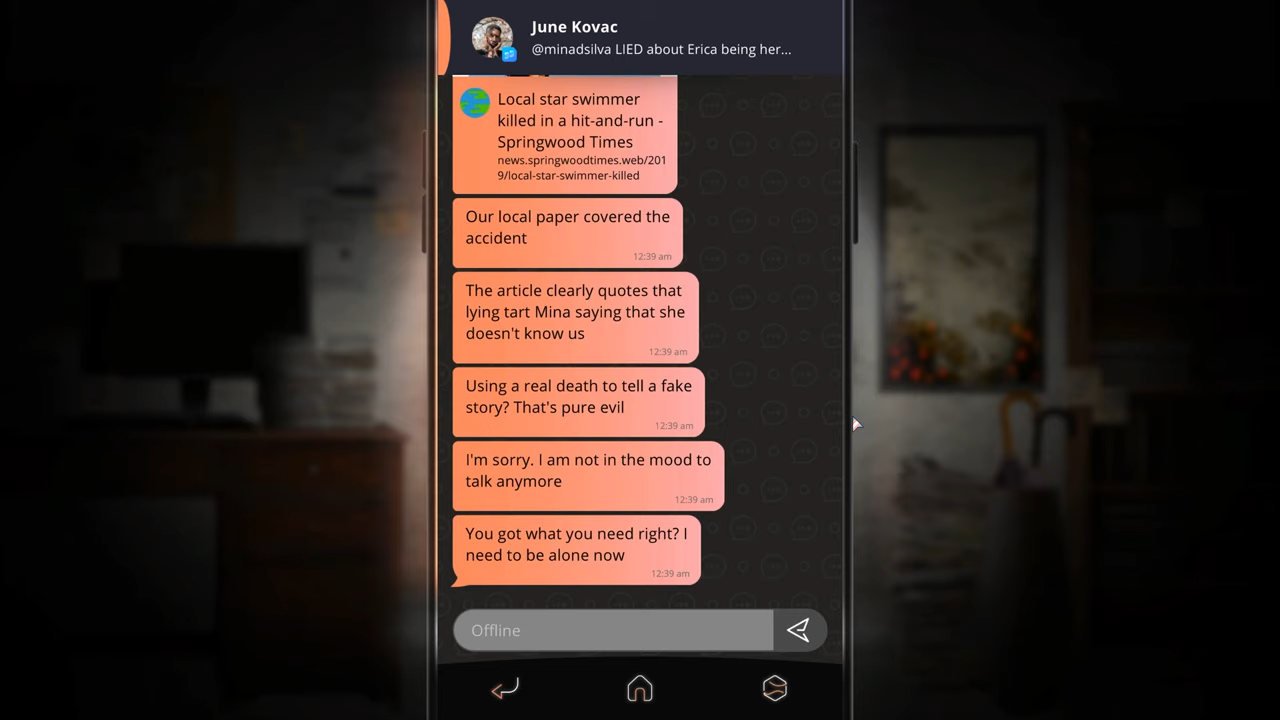 June Kovac
@minadsilva LIED about Erica being her...
Local star swimmer
killed in a hit-and-run -
Springwood Times
news.springwoodtimes.web/201
9/local-star-swimmer-killed
Our local paper covered the
accident
12:39 am
The article clearly quotes that
lying tart Mina saying that she
doesn't know us
12:39 am
Using a real death to tell a fake
story? That's pure evil
12:39 am
I'm sorry. I am not in the mood to
talk anymore
12:39 am
You got what you need right? I
need to be alone now
12:39 am
Offline